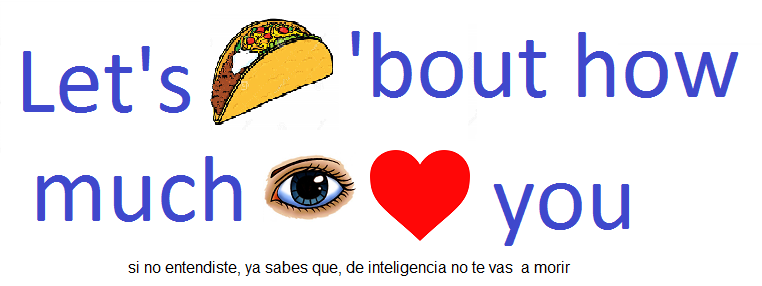 Let's 'bout how
much you
si no entendiste, ya sabes que, de inteligencia no te vas a morir